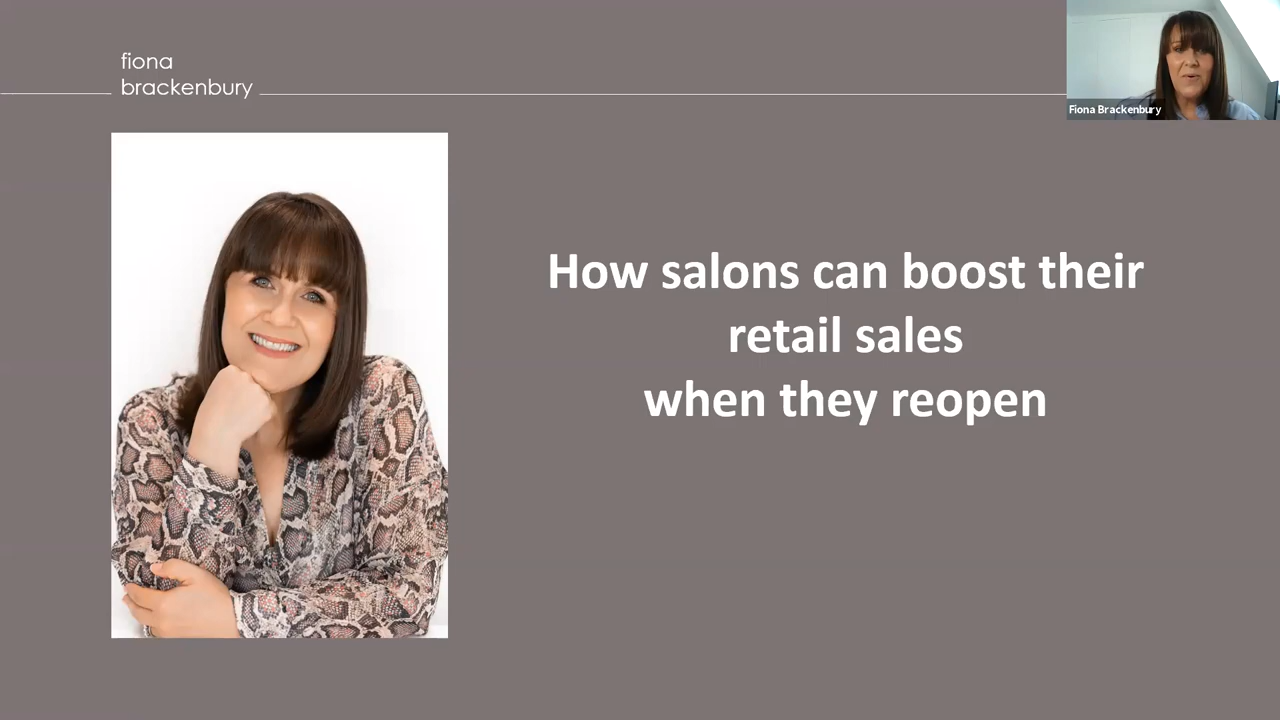 fiona
brackenbury
Fiona Brackenbury
How salons can boost their
retail sales
when they reopen